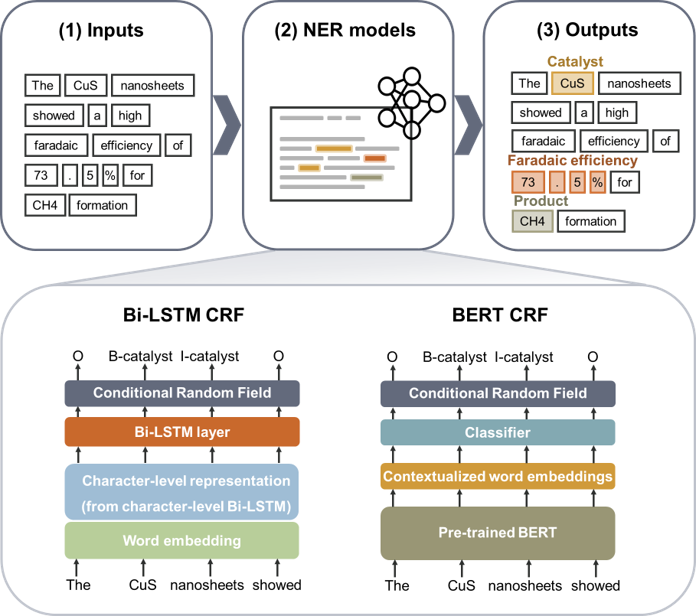 (1) Inputs
The CuS nanosheets
showed a high
faradaic efficiency of
73 . 5 % for
CH4 formation
(2) NER models
(3) Outputs
Catalyst
The CuS nanosheets
showed a high
faradaic efficiency of
Faradaic efficiency
73 . 5 % for
Product
CH4 formation
Bi-LSTM CRF
O B-catalyst I-catalyst O
Conditional Random Field
Bi-LSTM layer
Character-level representation
(from character-level Bi-LSTM)
Word embedding
The CuS nanosheets showed
BERT CRF
O B-catalyst I-catalyst O
Conditional Random Field
Classifier
Contextualized word embeddings
Pre-trained BERT
The CuS nanosheets showed